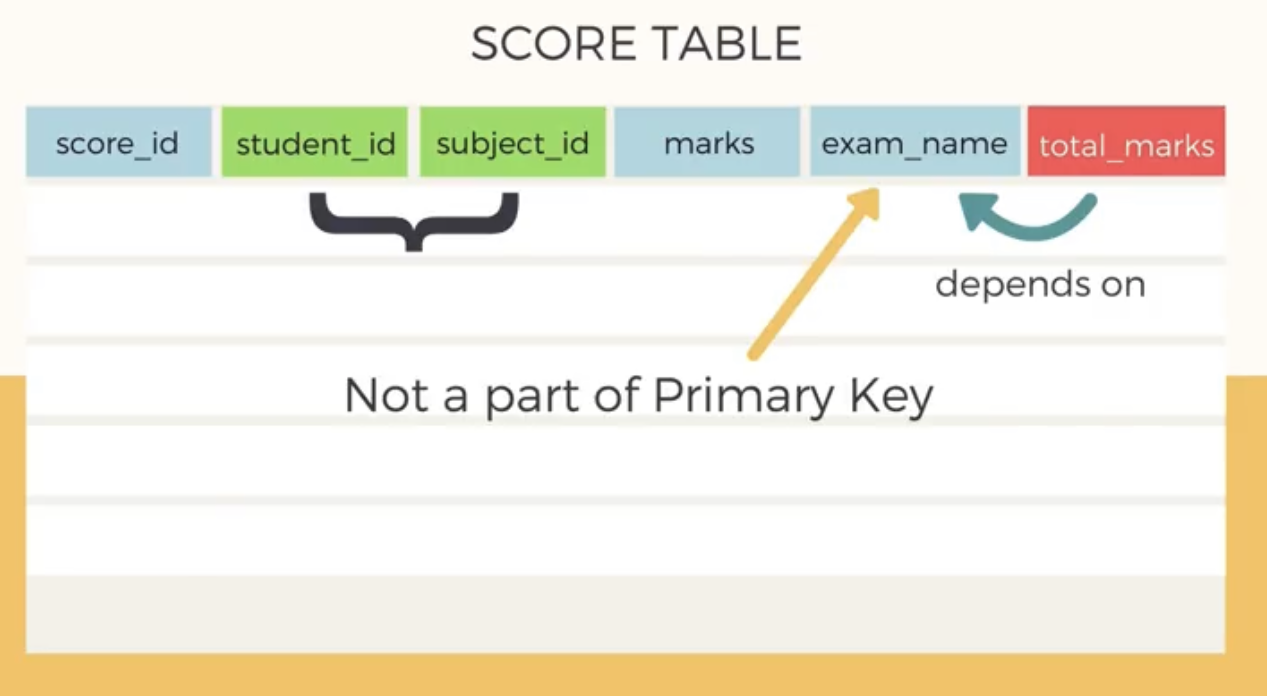 SCORE TABLE
score_id student_id subject_id marks exam_name total_marks
depends on
Not a part of Primary Key